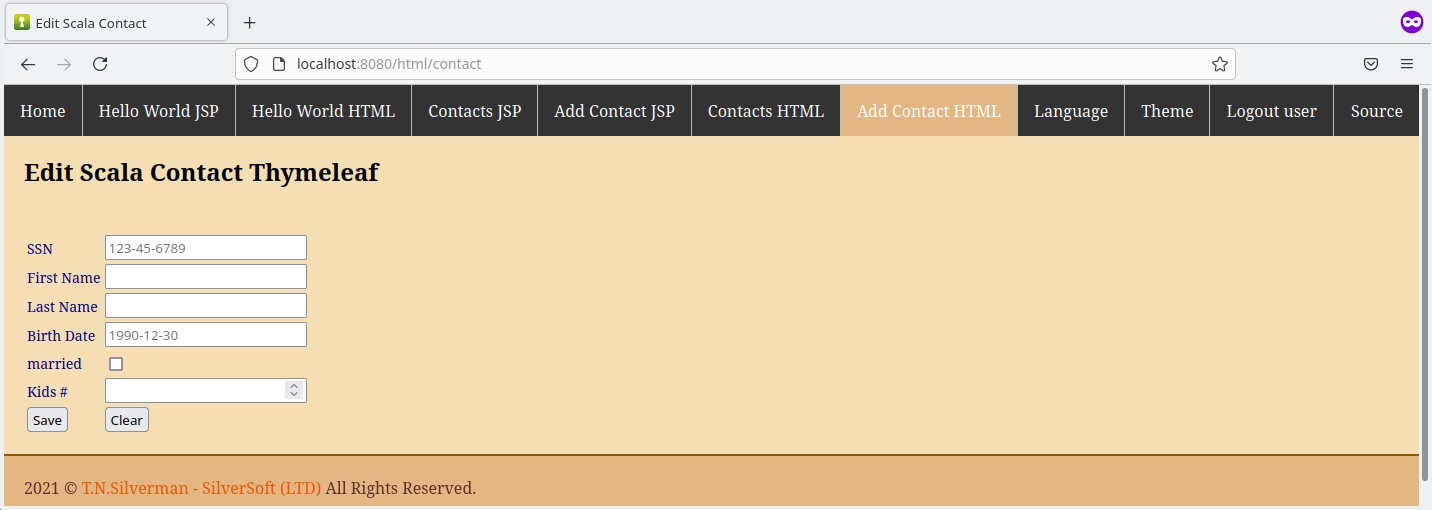 Edit Scala Contact
localhost:8080/html/contact
Home Hello World JSP Hello World HTML Contacts JSP Add Contact JSP Contacts HTML Add Contact HTML Language Theme Logout user Source
Edit Scala Contact Thymeleaf
SSN 123-45-6789
First Name
Last Name
Birth Date 1990-12-30
married
Kids #
Save Clear
2021 © T.N.Silverman - SilverSoft (LTD) All Rights Reserved.